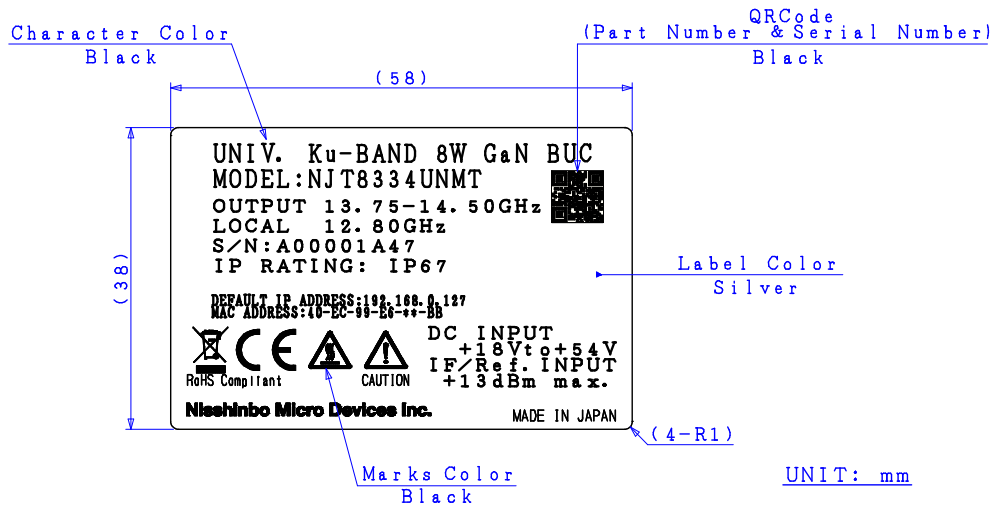 QRCode
Character Color
(Part Number & Serial Number)
Black
Black
(58)
UNIV. Ku-BAND 8W GaN BUC
MODEL:NJT8334UNMT
OUTPUT 13.75-14.50GHz
LOCAL 12.80GHz
S/N:A00001A47
IP RATING: IP67
(38)
Label Color
Silver
DEFAULT IP ADDRESS:192.168.0.127
MAC ADDRESS:40-EC-99-E6-**-BB
DC INPUT
+18Vto+54V
IF/Ref. INPUT
+13dBm max.
CE
RoHS Compliant
CAUTION
Nisshinbo Micro Devices Inc.
MADE IN JAPAN
(4-R1)
Marks Color
Black
UNIT: mm